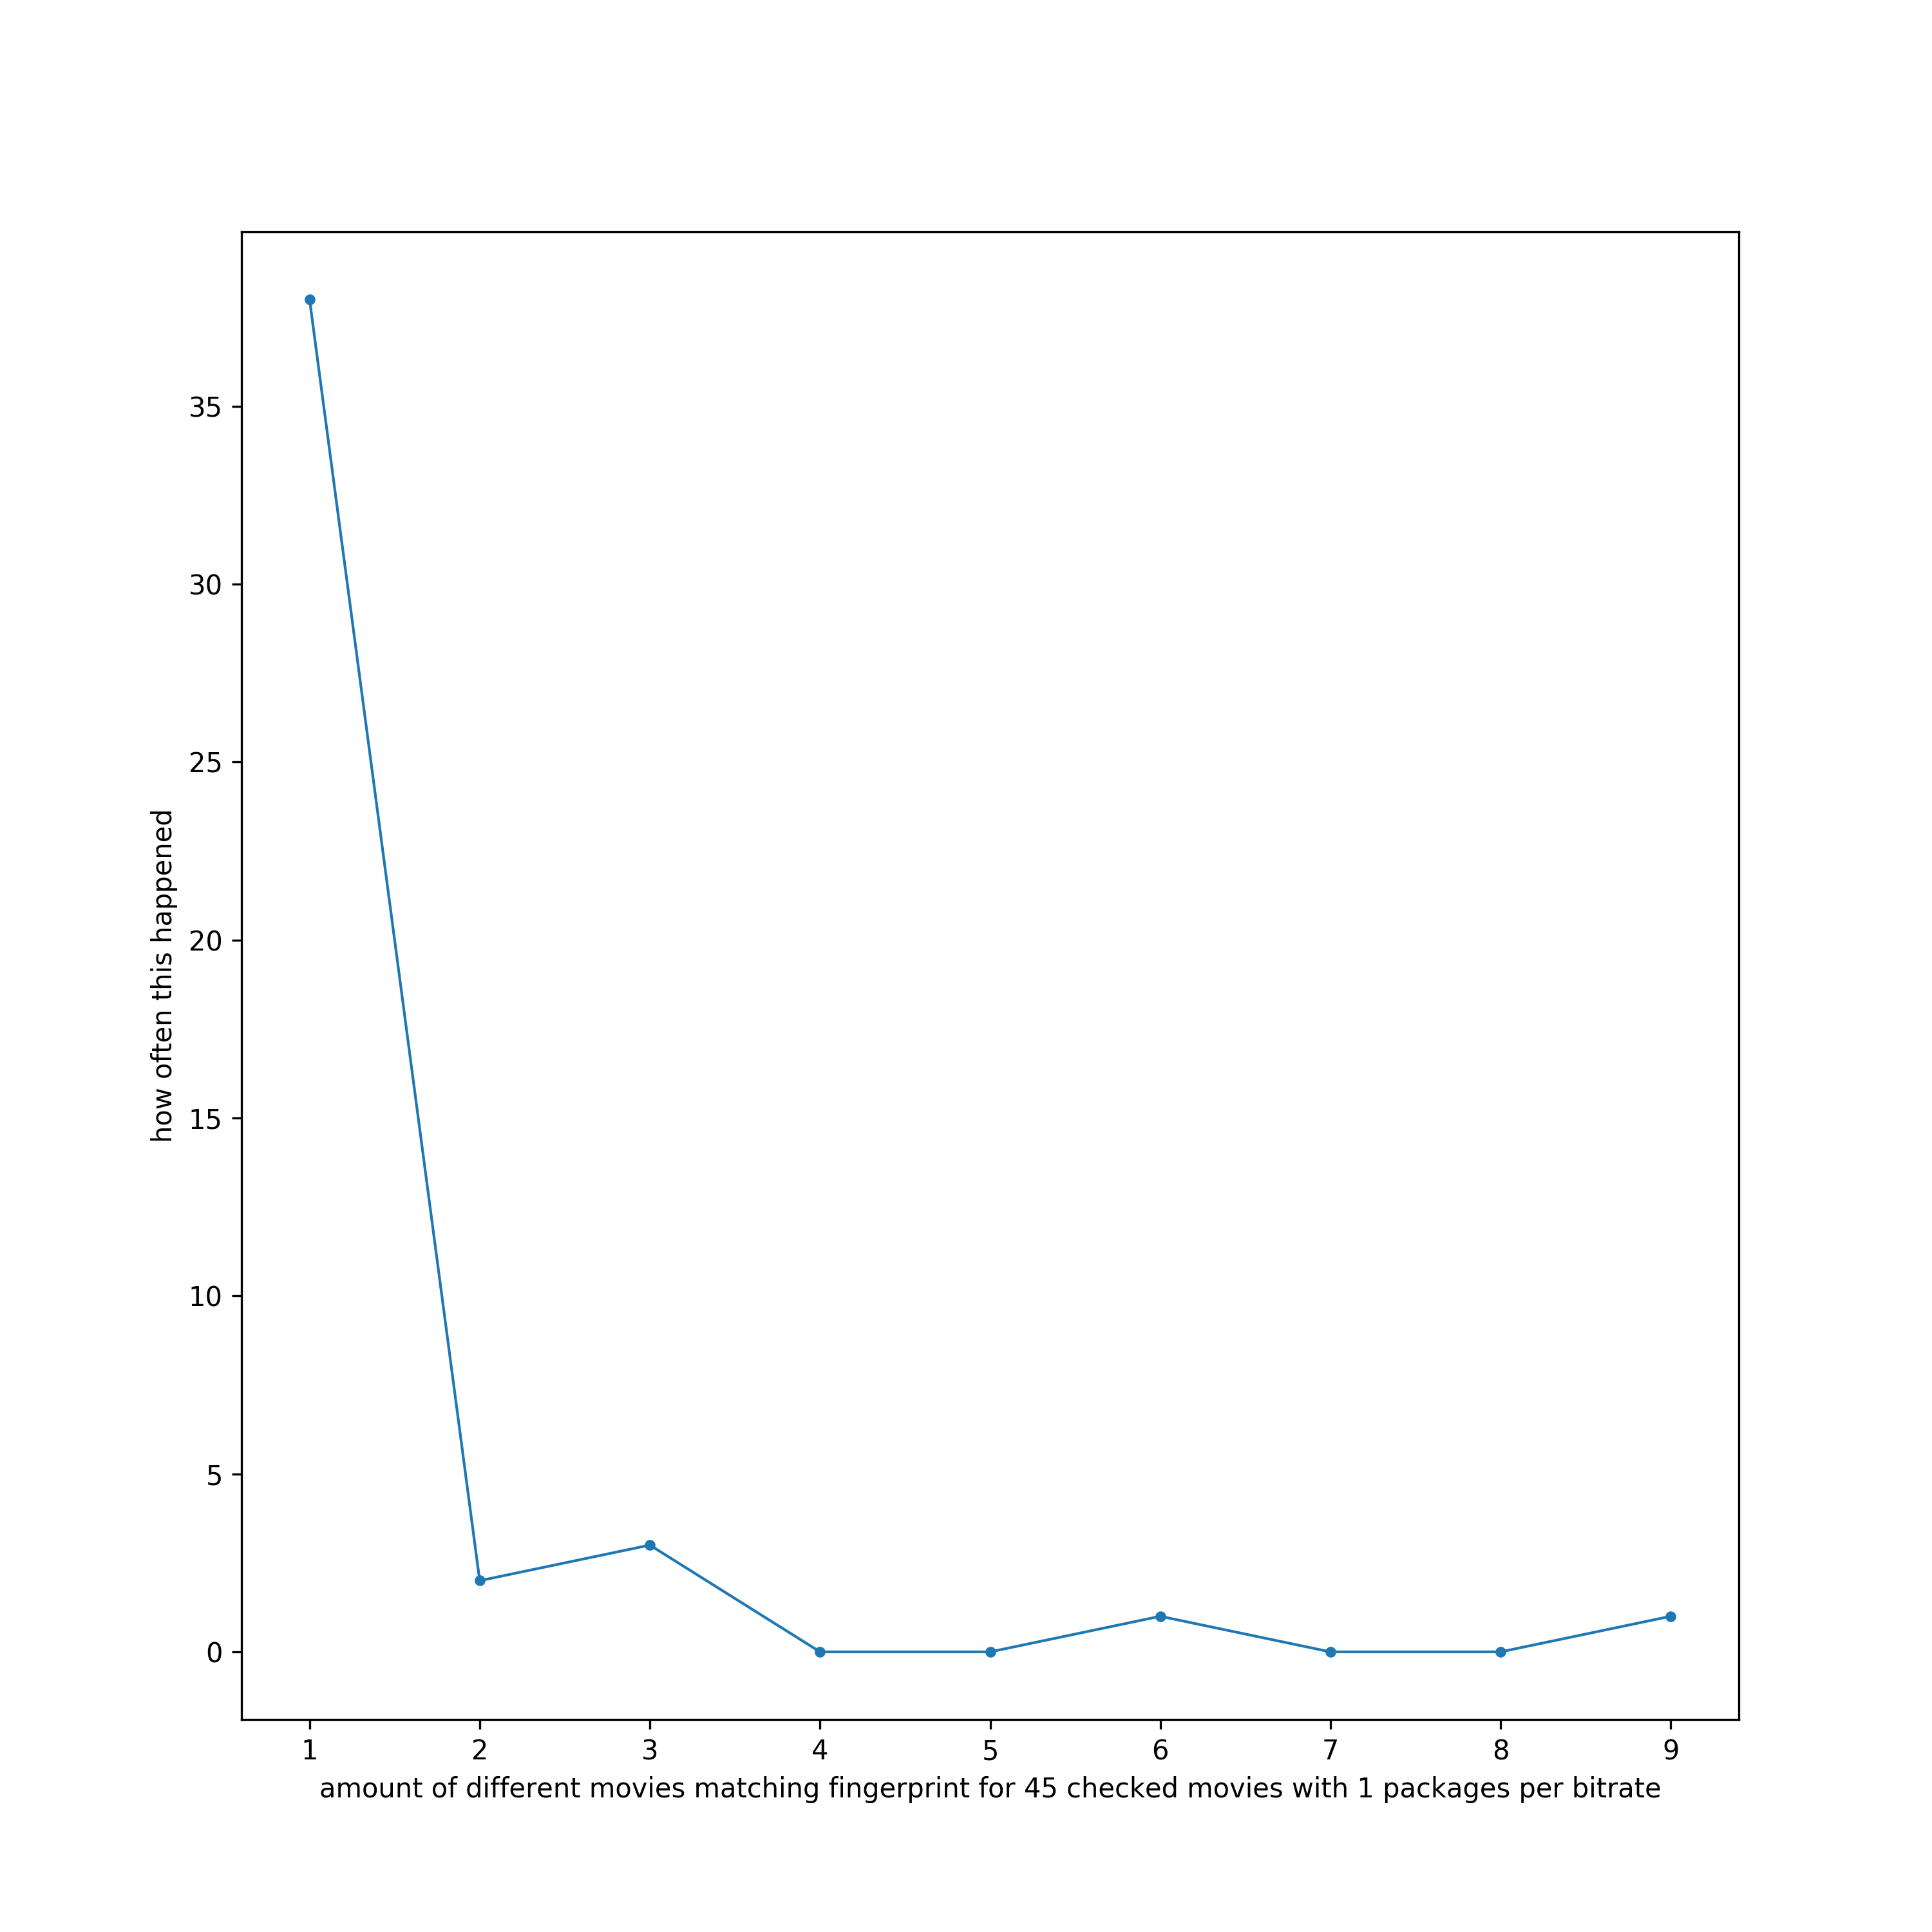 how often this happened
35
30
25
20
15
10
5
0
1 2 3 4 5 6 7 8 9
amount of different movies matching fingerprint for 45 checked movies with 1 packages per bitrate